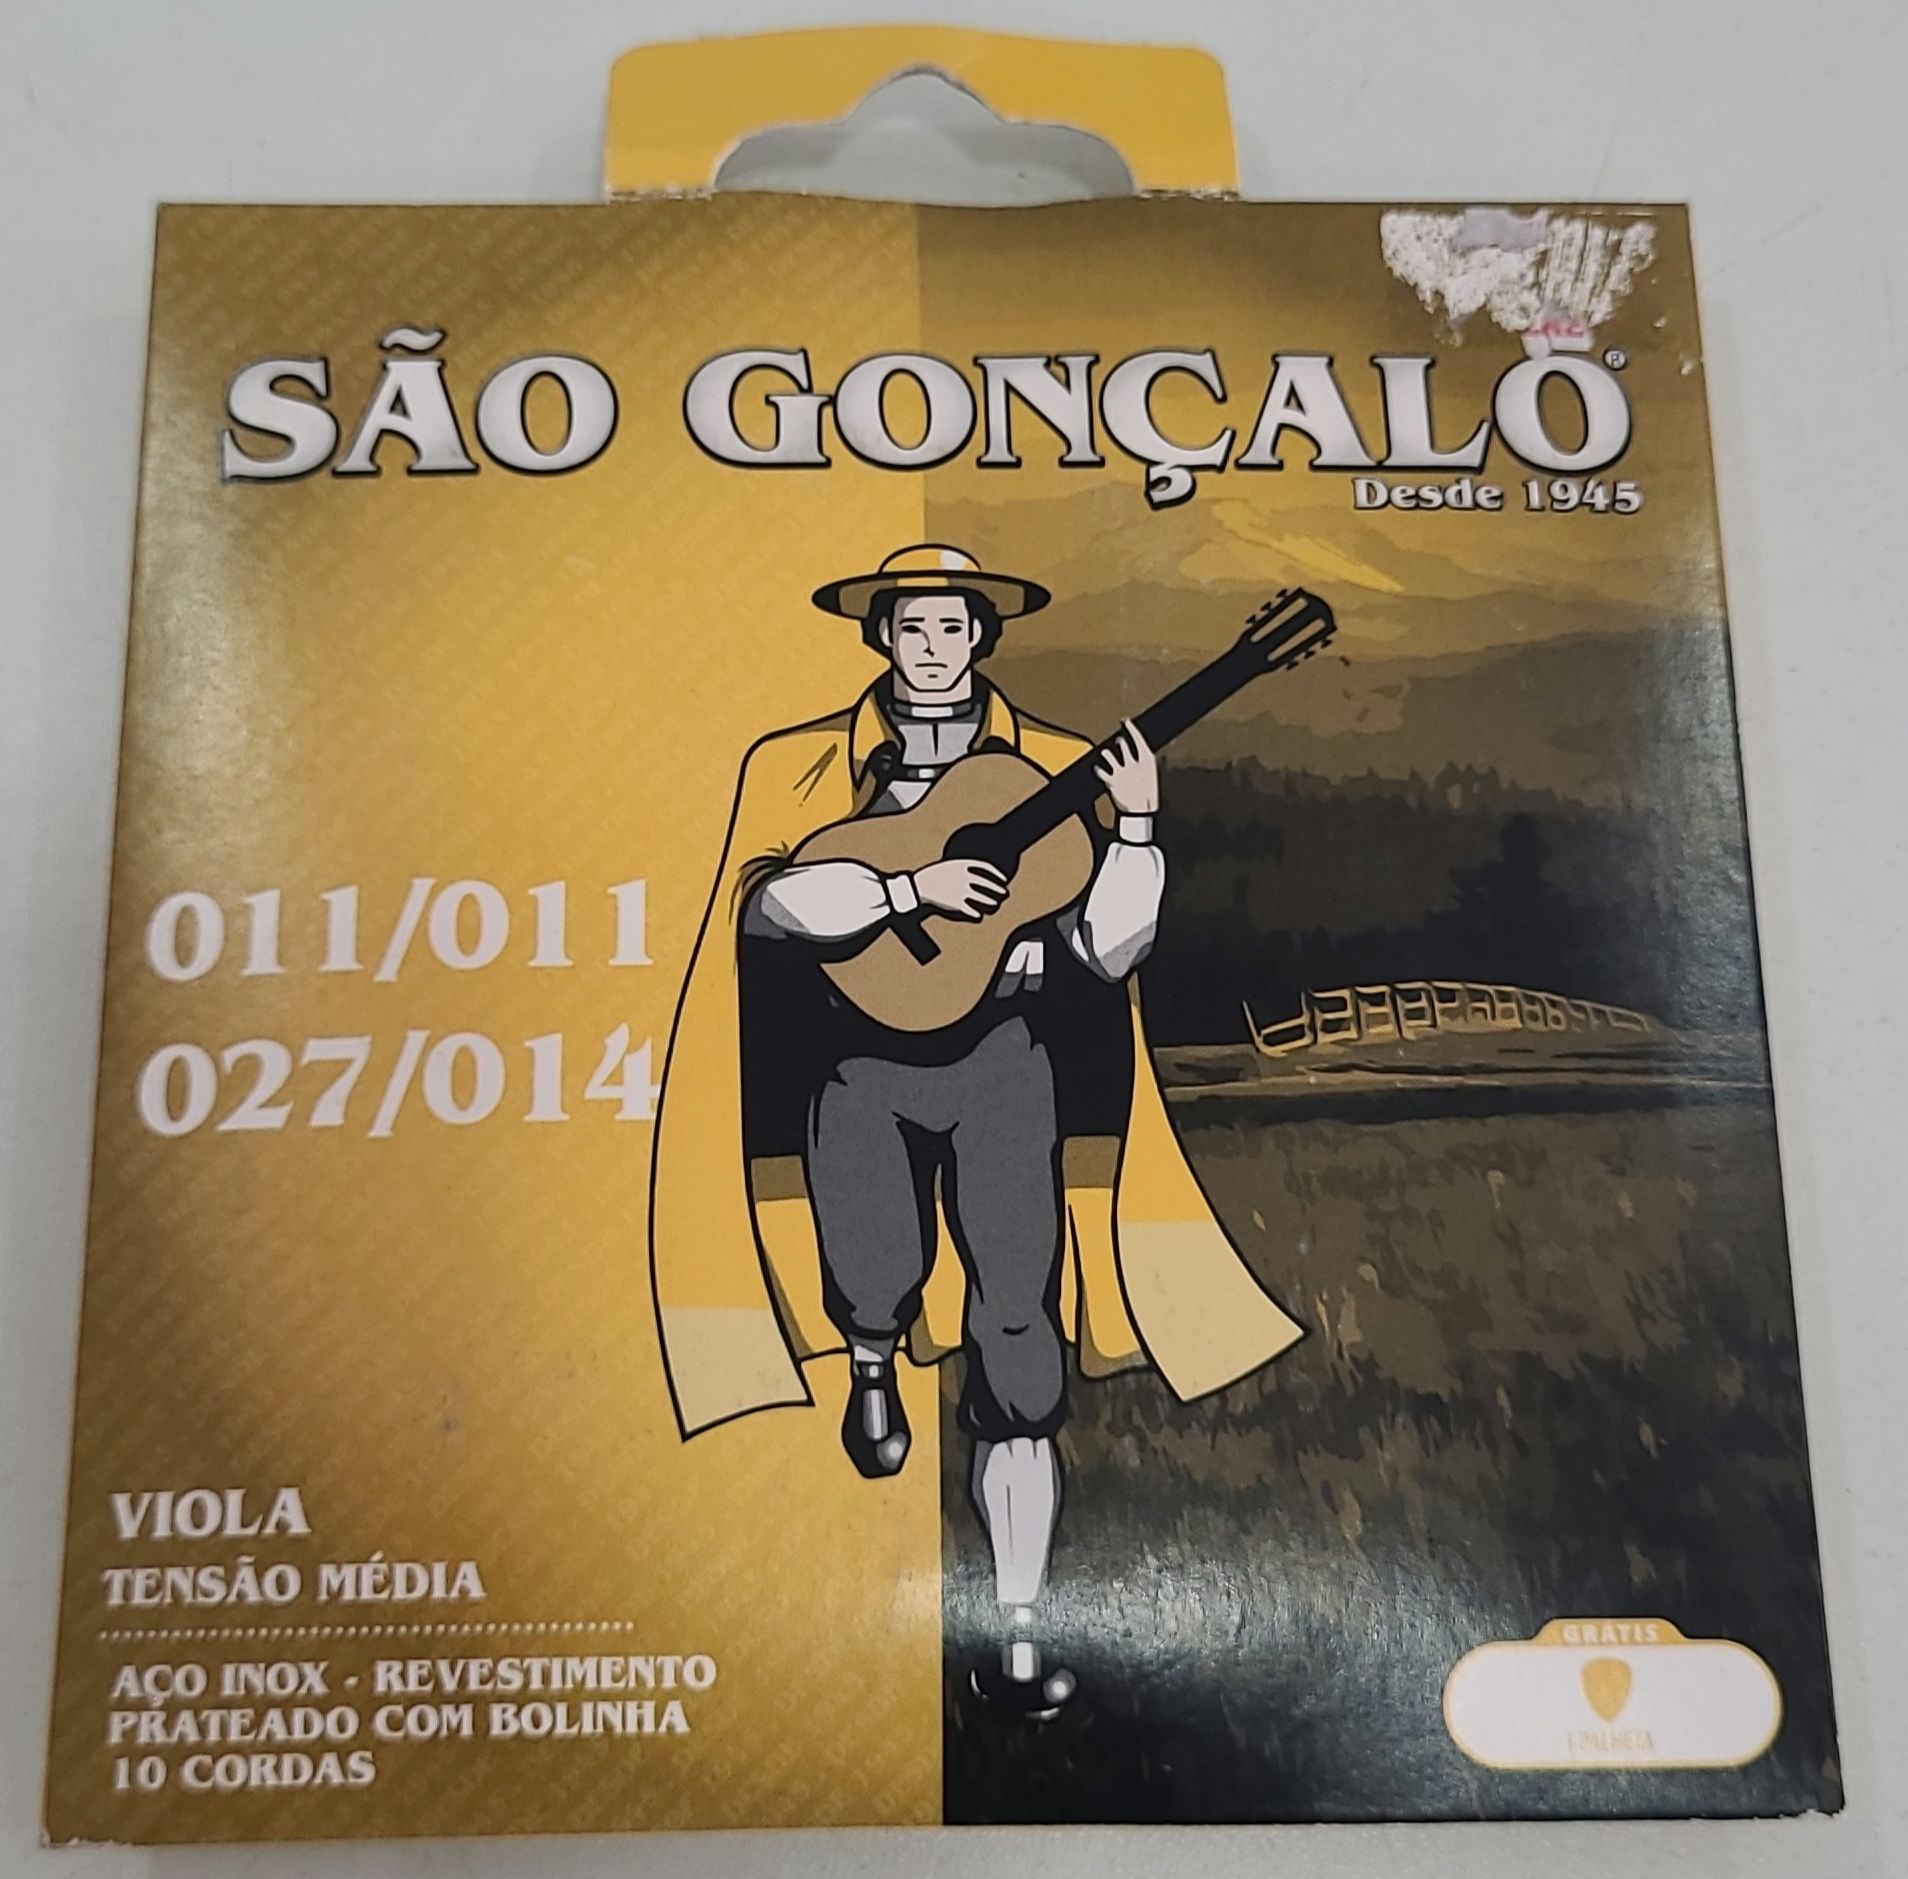 SÃO GONÇALO®
Desde 1945
011/011
027/014
VIOLA
TENSÃO MÉDIA
AÇO INOX - REVESTIMENTO
PRATEADO COM BOLINHA
10 CORDAS
GRÁTIS
1 PALHETA